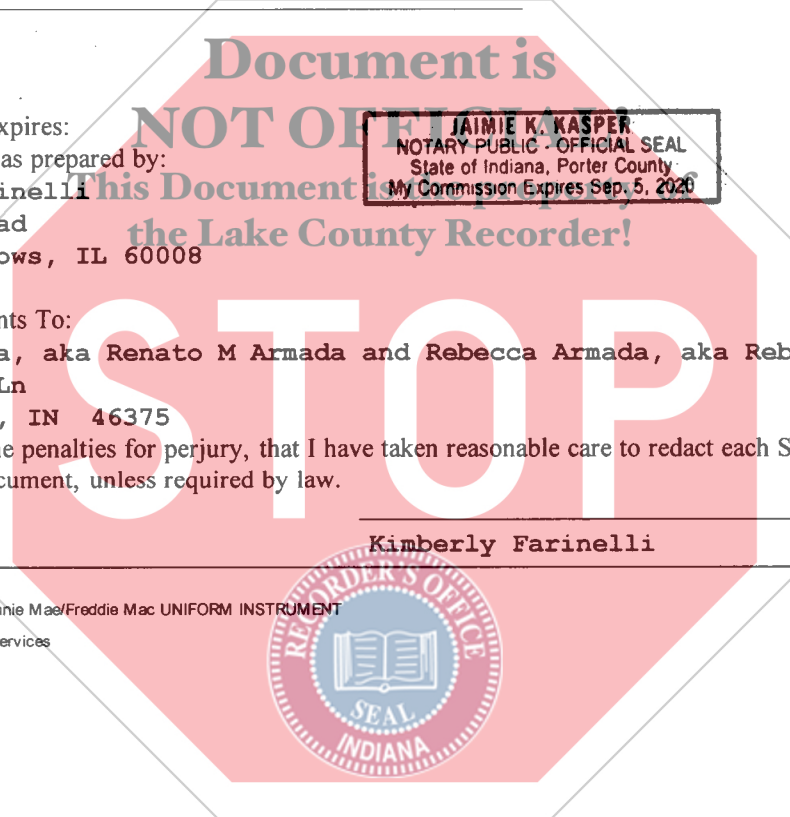 Document is
NOT OFFICIAL
xpires:
JAIMIE K. KASPER
NOTARY PUBLIC - OFFICIAL SEAL
State of Indiana, Porter County
My Commission Expires Sep. 5, 2020
as prepared by:
inelli
This Document is the property of
ad
the Lake County Recorder!
ows, IL 60008
nts To:
a, aka Renato M Armada and Rebecca Armada, aka Reb
Ln
, IN 46375
STOP
e penalties for perjury, that I have taken reasonable care to redact each S
cument, unless required by law.
Kimberly Farinelli
nie Mae/Freddie Mac UNIFORM INSTRUMENT
ervices
RECORDER'S OFFICE
SEAL
INDIANA